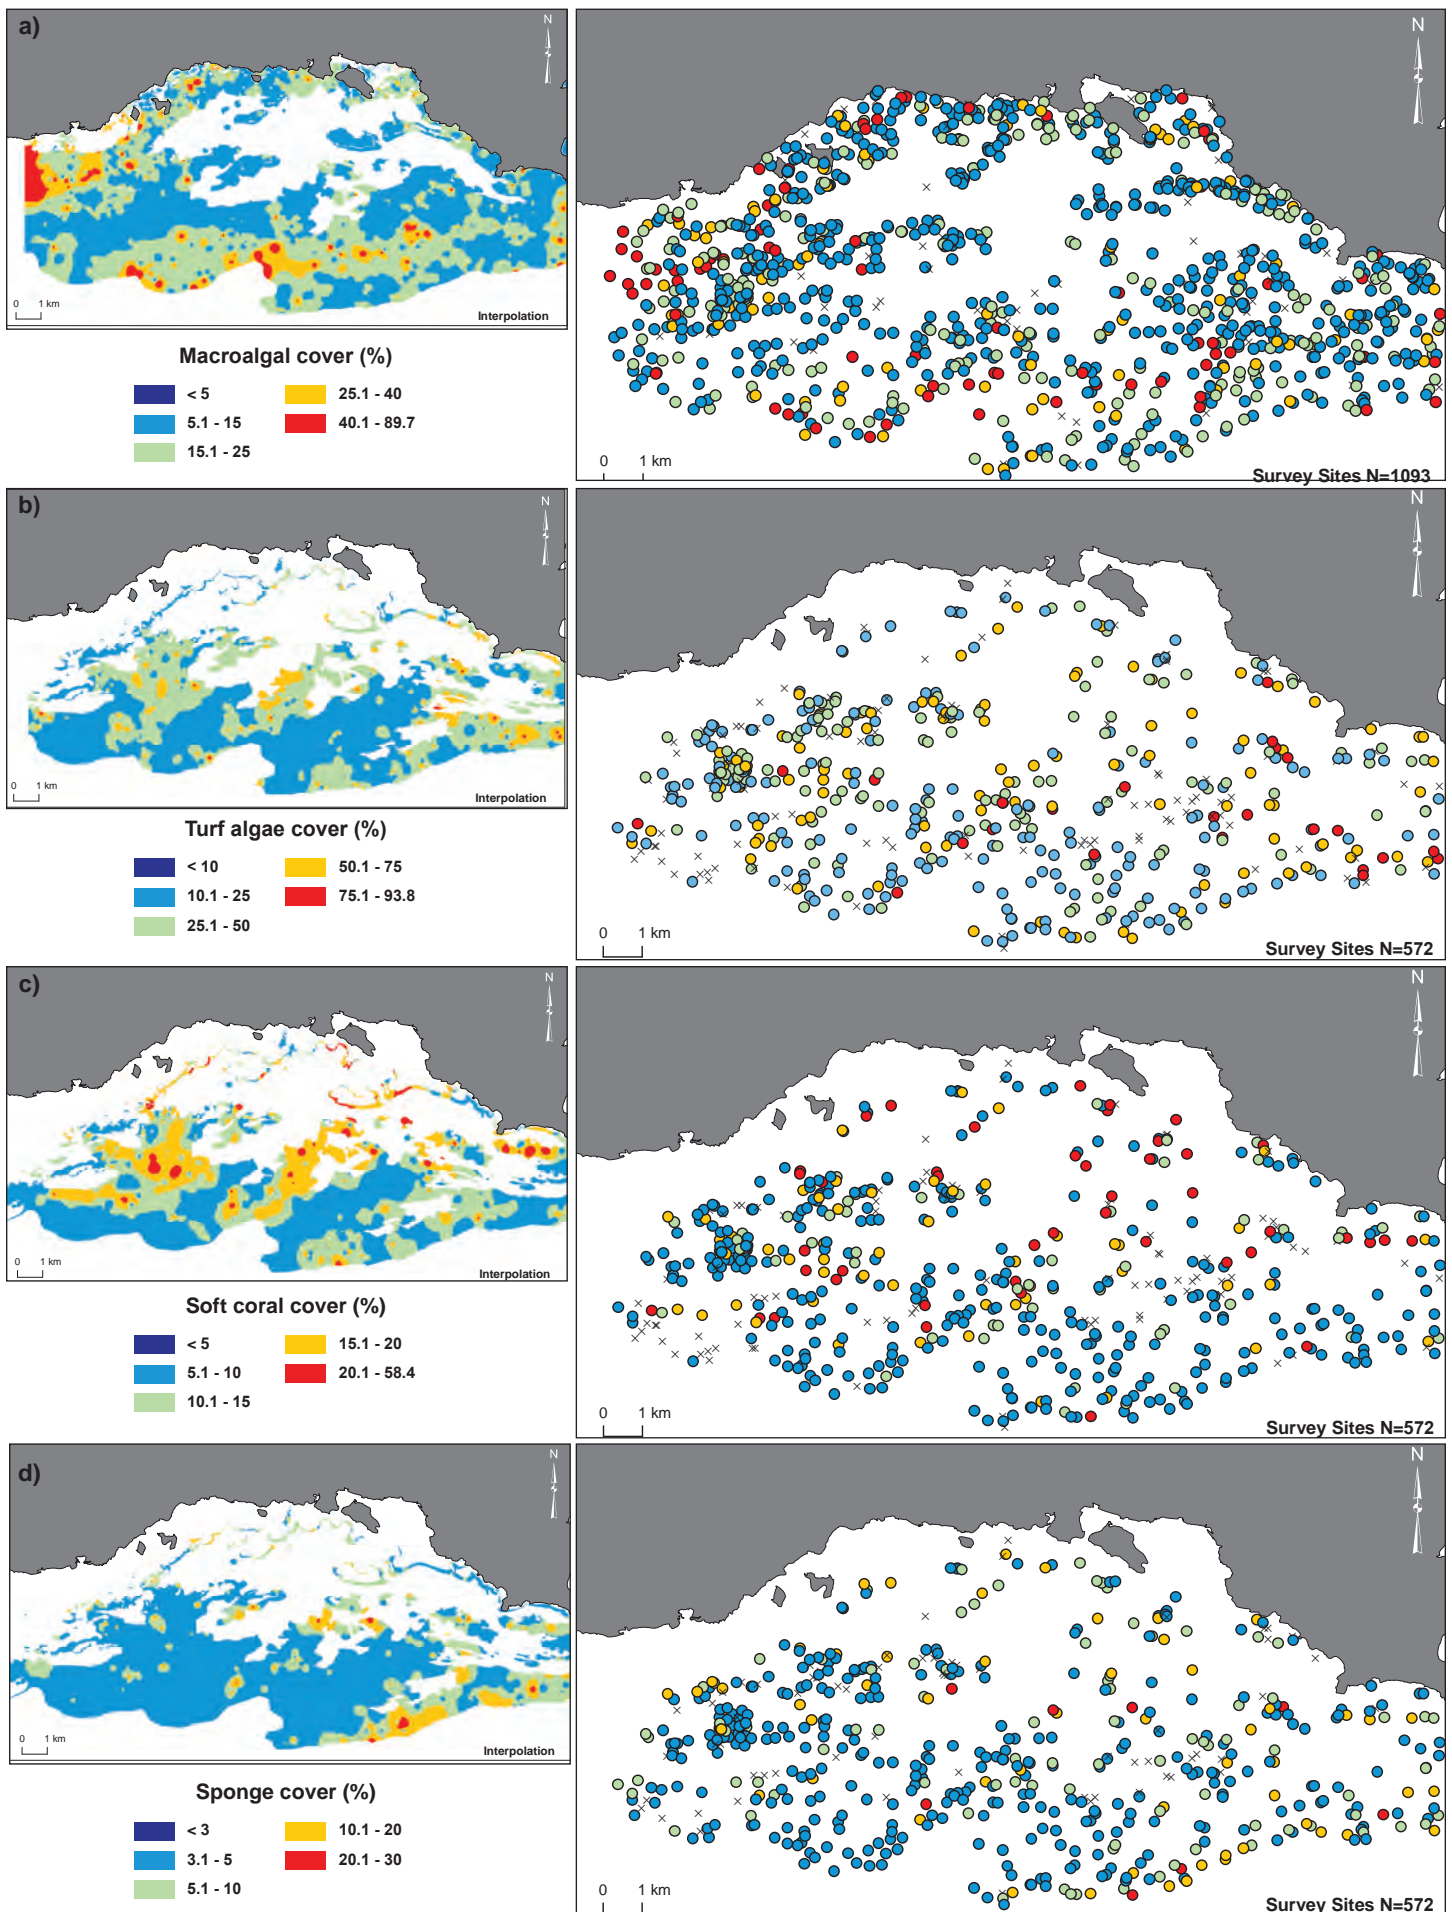 a)
N
0 1 km
Interpolation
Macroalgal cover (%)
< 5
5.1 - 15
15.1 - 25
25.1 - 40
40.1 - 89.7
N
0 1 km
Survey Sites N=1093
b)
N
0 1 km
Interpolation
Turf algae cover (%)
< 10
10.1 - 25
25.1 - 50
50.1 - 75
75.1 - 93.8
N
0 1 km
Survey Sites N=572
c)
N
0 1 km
Interpolation
Soft coral cover (%)
< 5
5.1 - 10
10.1 - 15
15.1 - 20
20.1 - 58.4
N
0 1 km
Survey Sites N=572
d)
N
0 1 km
Interpolation
Sponge cover (%)
< 3
3.1 - 5
5.1 - 10
10.1 - 20
20.1 - 30
N
0 1 km
Survey Sites N=572